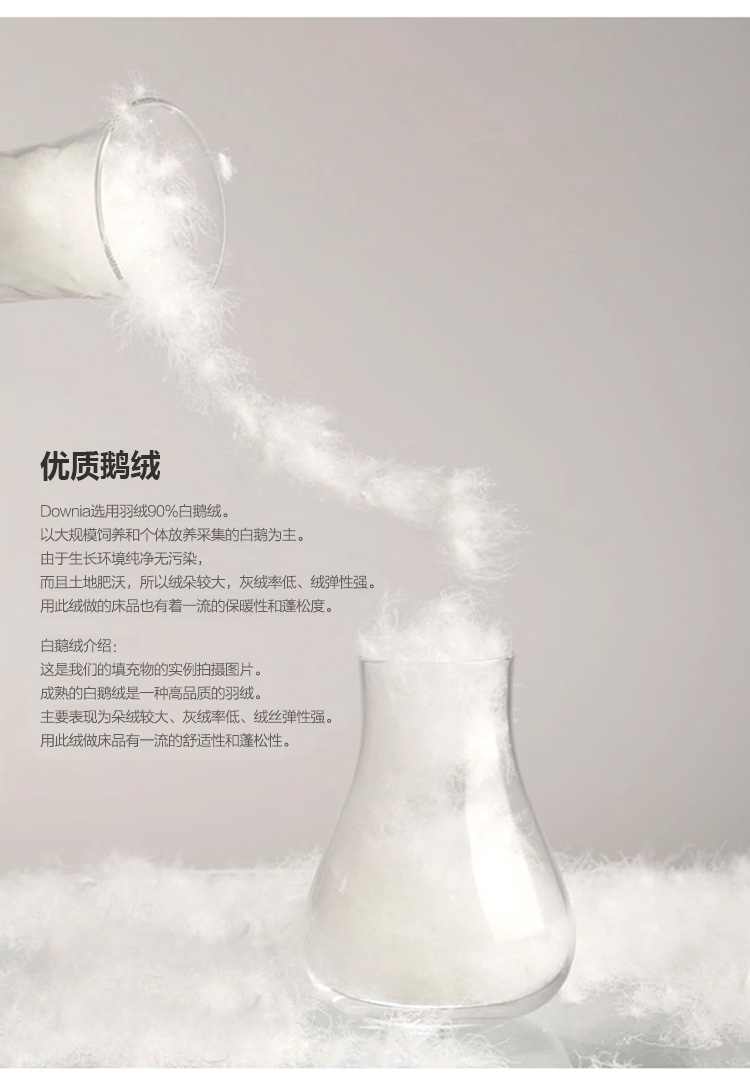 优质鹅绒
Downia选用羽绒90%白鹅绒。
以大规模饲养和个体放养采集的白鹅为主。
由于生长环境纯净无污染，
而且土地肥沃，所以绒朵较大，灰绒率低、绒弹性强。
用此绒做的床品也有着一流的保暖性和蓬松度。
白鹅绒介绍：
这是我们的填充物的实例拍摄图片。
成熟的白鹅绒是一种高品质的羽绒。
主要表现为朵绒较大、灰绒率低、绒丝弹性强。
用此绒做床品有一流的舒适性和蓬松性。